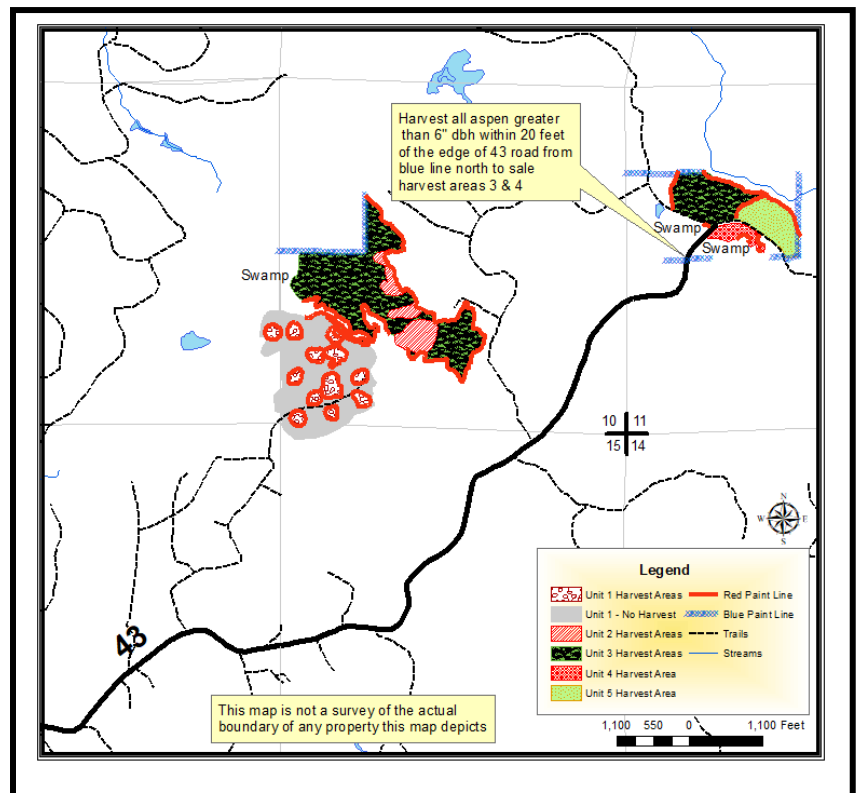 Harvest all aspen greater
than 6" dbh within 20 feet
of the edge of 43 road from
blue line north to sale
harvest areas 3 & 4
Swamp
Swamp
Swamp
10 11
15 14
N
W E
S
43
Legend
Unit 1 Harvest Areas Red Paint Line
Unit 1 - No Harvest Blue Paint Line
Unit 2 Harvest Areas Trails
Unit 3 Harvest Areas Streams
Unit 4 Harvest Area
Unit 5 Harvest Area
This map is not a survey of the actual
boundary of any property this map depicts
1,100 550 0 1,100 Feet